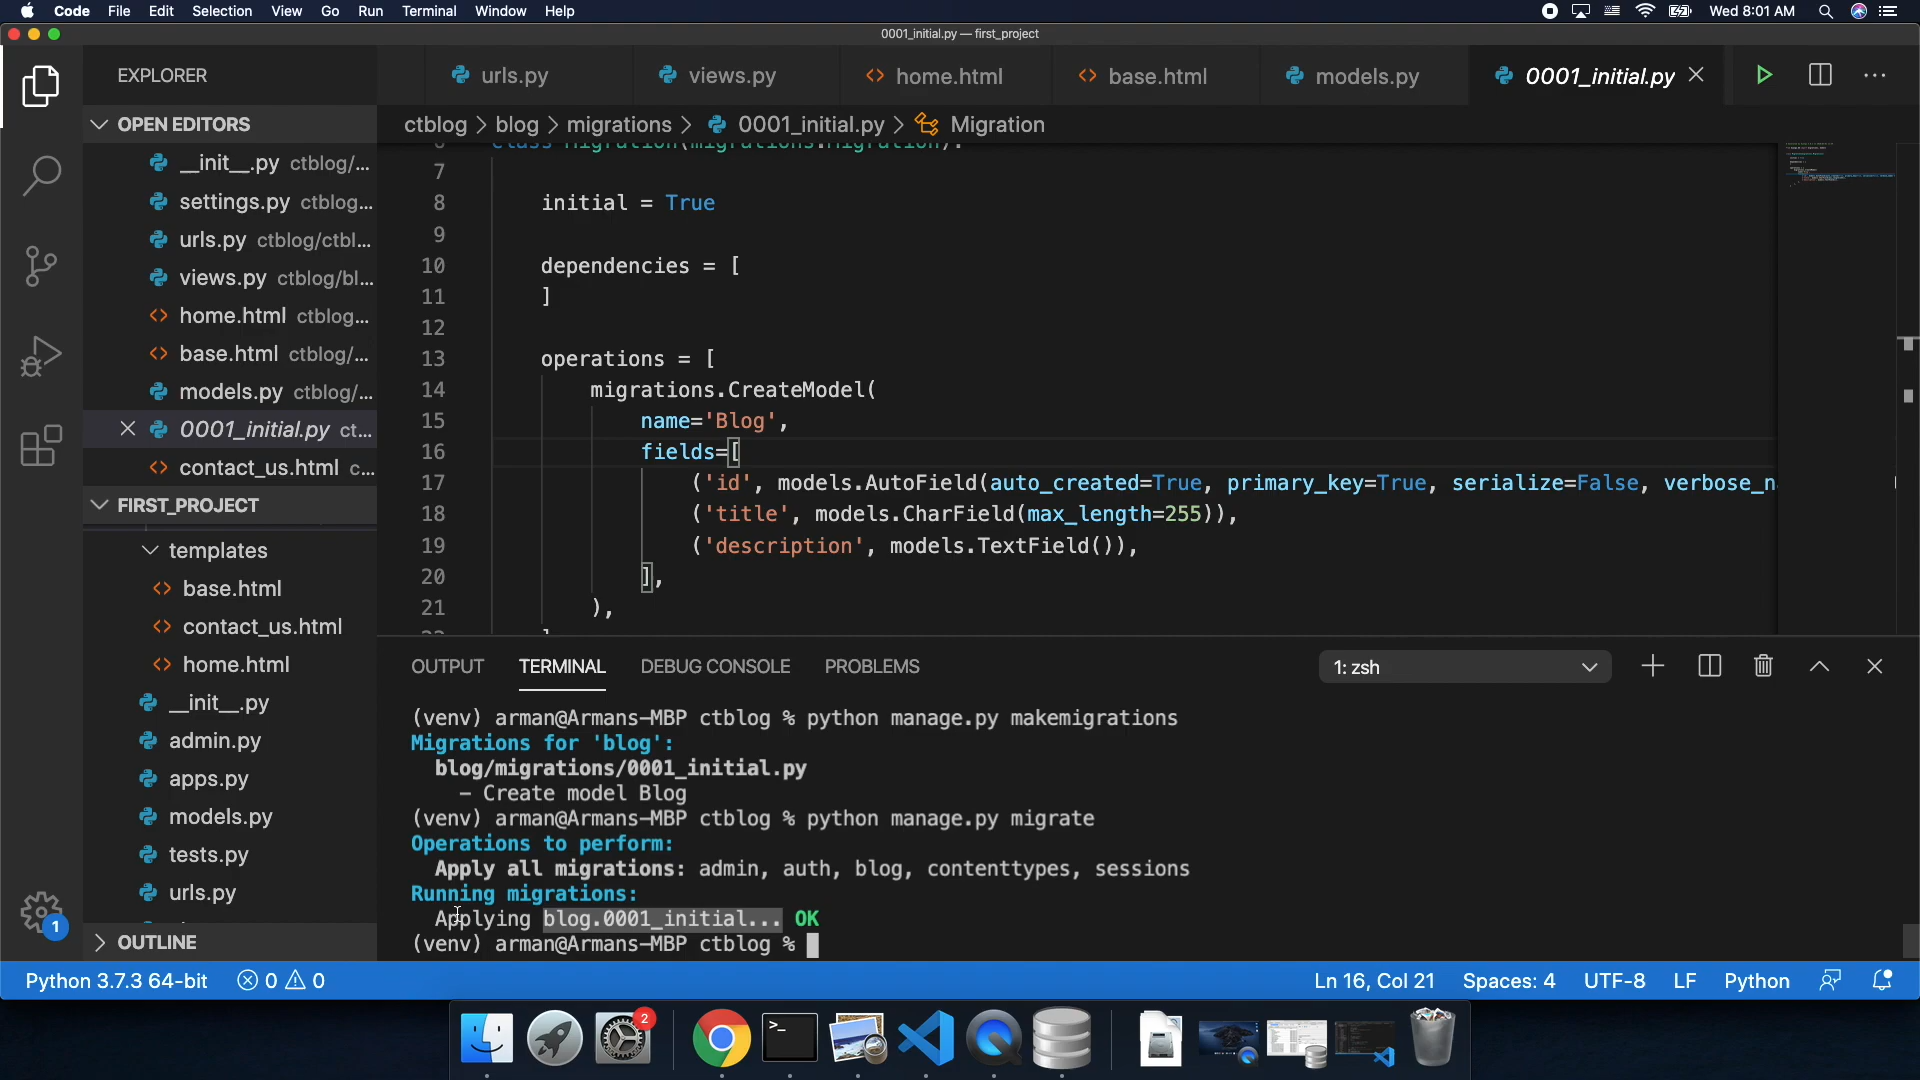 Code File Edit Selection View Go Run Terminal Window Help Wed 8:01 AM
0001_initial.py — first_project
EXPLORER
urls.py views.py home.html base.html models.py 0001_initial.py
OPEN EDITORS
ctblog > blog > migrations > 0001_initial.py > Migration
__init__.py ctblog/...
settings.py ctblog...
urls.py ctblog/ctbl...
views.py ctblog/bl...
home.html ctblog...
base.html ctblog/...
models.py ctblog/...
0001_initial.py ct...
contact_us.html c...
FIRST_PROJECT
templates
base.html
contact_us.html
home.html
__init__.py
admin.py
apps.py
models.py
tests.py
urls.py
OUTLINE
7
8 initial = True
9
10 dependencies = [
11 ]
12
13 operations = [
14 migrations.CreateModel(
15 name='Blog',
16 fields=[
17 ('id', models.AutoField(auto_created=True, primary_key=True, serialize=False, verbose_n
18 ('title', models.CharField(max_length=255)),
19 ('description', models.TextField()),
20 ],
21 ),
OUTPUT TERMINAL DEBUG CONSOLE PROBLEMS 1: zsh
(venv) arman@Armans-MBP ctblog % python manage.py makemigrations
Migrations for 'blog':
blog/migrations/0001_initial.py
- Create model Blog
(venv) arman@Armans-MBP ctblog % python manage.py migrate
Operations to perform:
Apply all migrations: admin, auth, blog, contenttypes, sessions
Running migrations:
Applying blog.0001_initial... OK
(venv) arman@Armans-MBP ctblog %
1
Python 3.7.3 64-bit 0 0 Ln 16, Col 21 Spaces: 4 UTF-8 LF Python
2